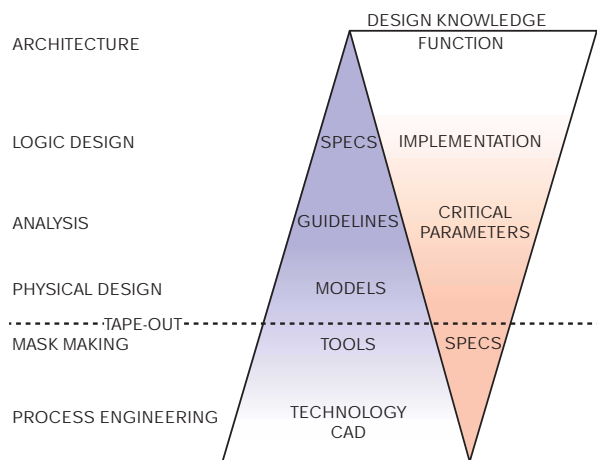 DESIGN KNOWLEDGE
ARCHITECTURE
FUNCTION
LOGIC DESIGN
SPECS
IMPLEMENTATION
ANALYSIS
GUIDELINES
CRITICAL
PARAMETERS
PHYSICAL DESIGN
MODELS
TAPE-OUT
MASK MAKING
TOOLS
SPECS
PROCESS ENGINEERING
TECHNOLOGY
CAD